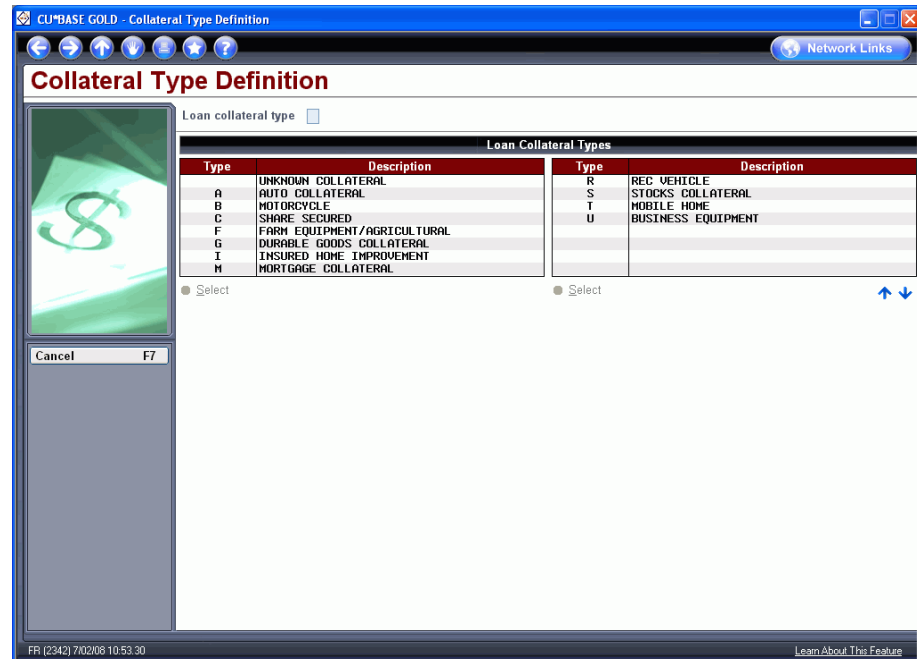 CU*BASE GOLD - Collateral Type Definition
Network Links
Collateral Type Definition
Loan collateral type
Loan Collateral Types
Type Description Type Description
UNKNOWN COLLATERAL R REC VEHICLE
A AUTO COLLATERAL S STOCKS COLLATERAL
B MOTORCYCLE T MOBILE HOME
C SHARE SECURED U BUSINESS EQUIPMENT
F FARM EQUIPMENT/AGRICULTURAL
G DURABLE GOODS COLLATERAL
I INSURED HOME IMPROVEMENT
M MORTGAGE COLLATERAL
Select Select
Cancel F7
FR (2342) 7/02/08 10:53.30 Learn About This Feature